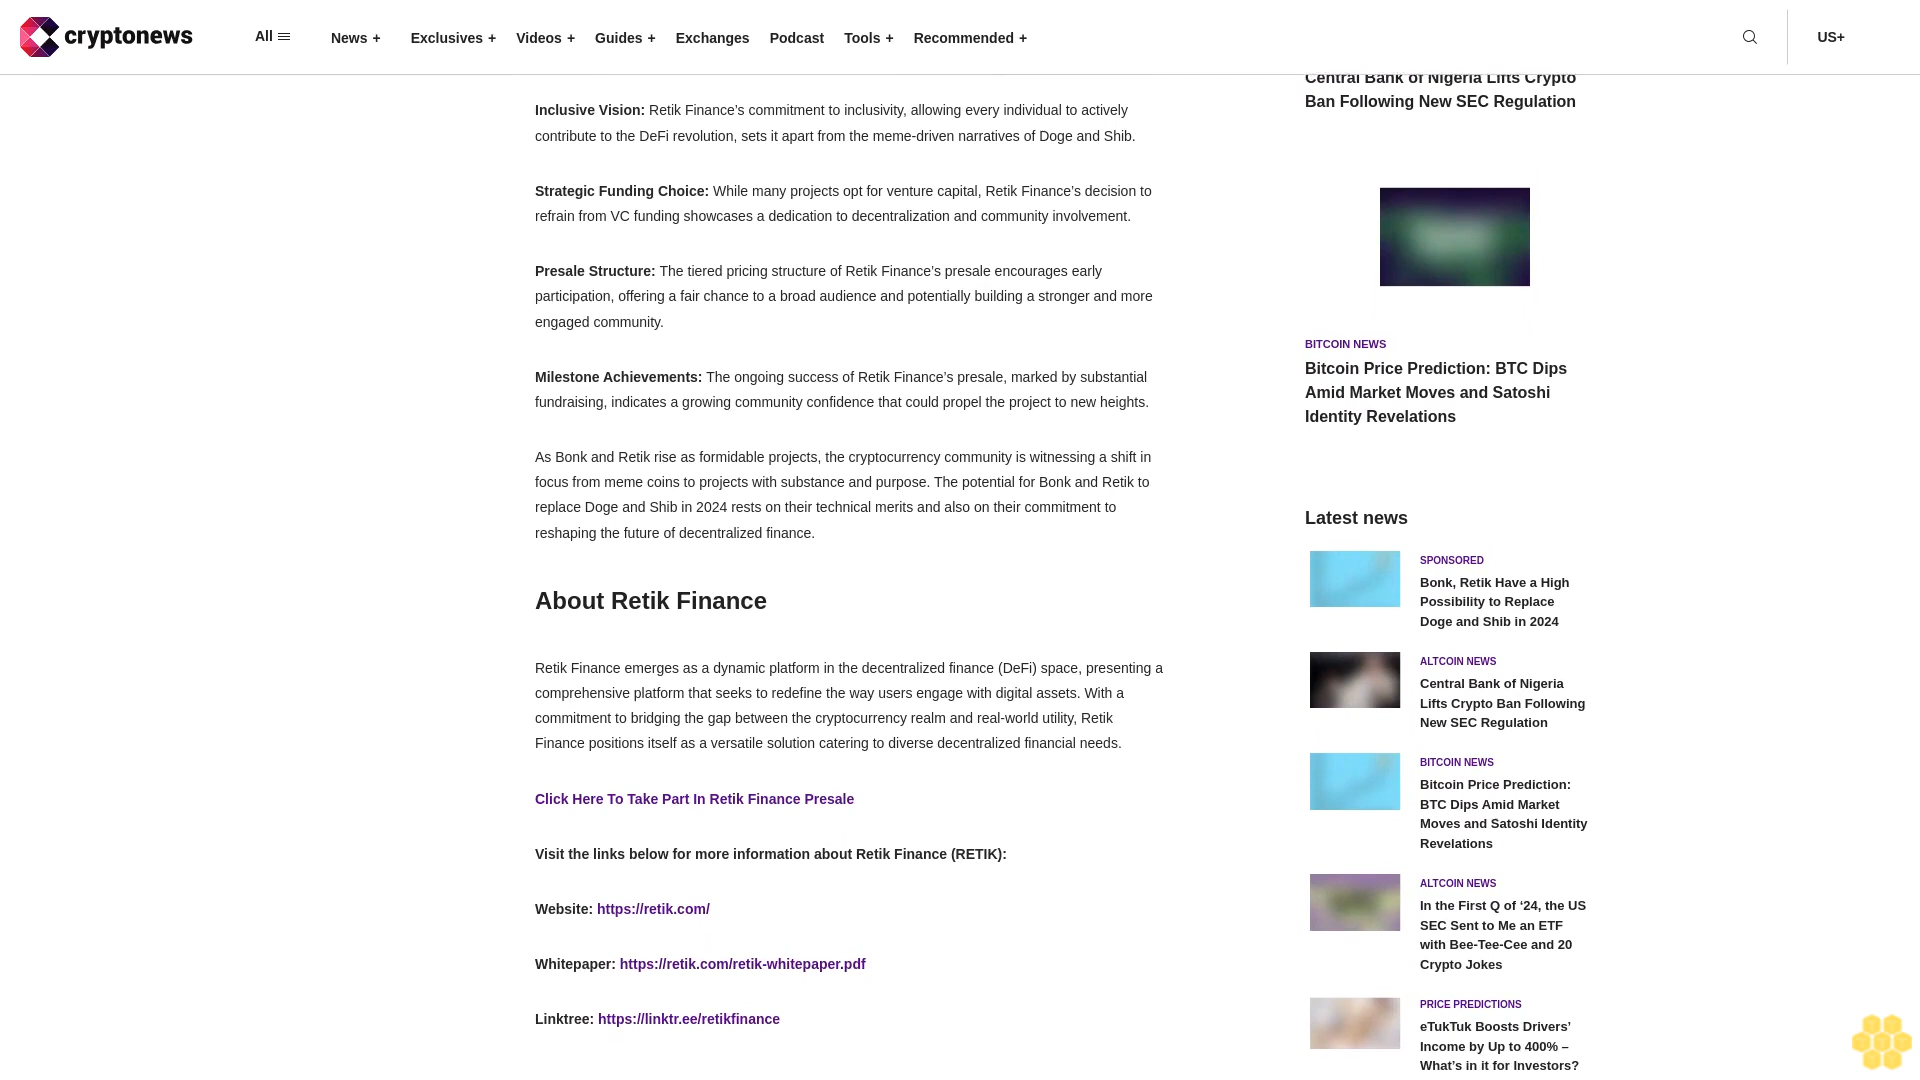 cryptonews
All
News +
Exclusives +
Videos +
Guides +
Exchanges
Podcast
Tools +
Recommended +
US+
Inclusive Vision: Retik Finance’s commitment to inclusivity, allowing every individual to actively
contribute to the DeFi revolution, sets it apart from the meme-driven narratives of Doge and Shib.
Strategic Funding Choice: While many projects opt for venture capital, Retik Finance’s decision to
refrain from VC funding showcases a dedication to decentralization and community involvement.
Presale Structure: The tiered pricing structure of Retik Finance’s presale encourages early
participation, offering a fair chance to a broad audience and potentially building a stronger and more
engaged community.
Milestone Achievements: The ongoing success of Retik Finance’s presale, marked by substantial
fundraising, indicates a growing community confidence that could propel the project to new heights.
As Bonk and Retik rise as formidable projects, the cryptocurrency community is witnessing a shift in
focus from meme coins to projects with substance and purpose. The potential for Bonk and Retik to
replace Doge and Shib in 2024 rests on their technical merits and also on their commitment to
reshaping the future of decentralized finance.
About Retik Finance
Retik Finance emerges as a dynamic platform in the decentralized finance (DeFi) space, presenting a
comprehensive platform that seeks to redefine the way users engage with digital assets. With a
commitment to bridging the gap between the cryptocurrency realm and real-world utility, Retik
Finance positions itself as a versatile solution catering to diverse decentralized financial needs.
Click Here To Take Part In Retik Finance Presale
Visit the links below for more information about Retik Finance (RETIK):
Website: https://retik.com/
Whitepaper: https://retik.com/retik-whitepaper.pdf
Linktree: https://linktr.ee/retikfinance
Central Bank of Nigeria Lifts Crypto
Ban Following New SEC Regulation
BITCOIN NEWS
Bitcoin Price Prediction: BTC Dips
Amid Market Moves and Satoshi
Identity Revelations
Latest news
SPONSORED
Bonk, Retik Have a High
Possibility to Replace
Doge and Shib in 2024
ALTCOIN NEWS
Central Bank of Nigeria
Lifts Crypto Ban Following
New SEC Regulation
BITCOIN NEWS
Bitcoin Price Prediction:
BTC Dips Amid Market
Moves and Satoshi Identity
Revelations
ALTCOIN NEWS
In the First Q of ‘24, the US
SEC Sent to Me an ETF
with Bee-Tee-Cee and 20
Crypto Jokes
PRICE PREDICTIONS
eTukTuk Boosts Drivers’
Income by Up to 400% –
What’s in it for Investors?